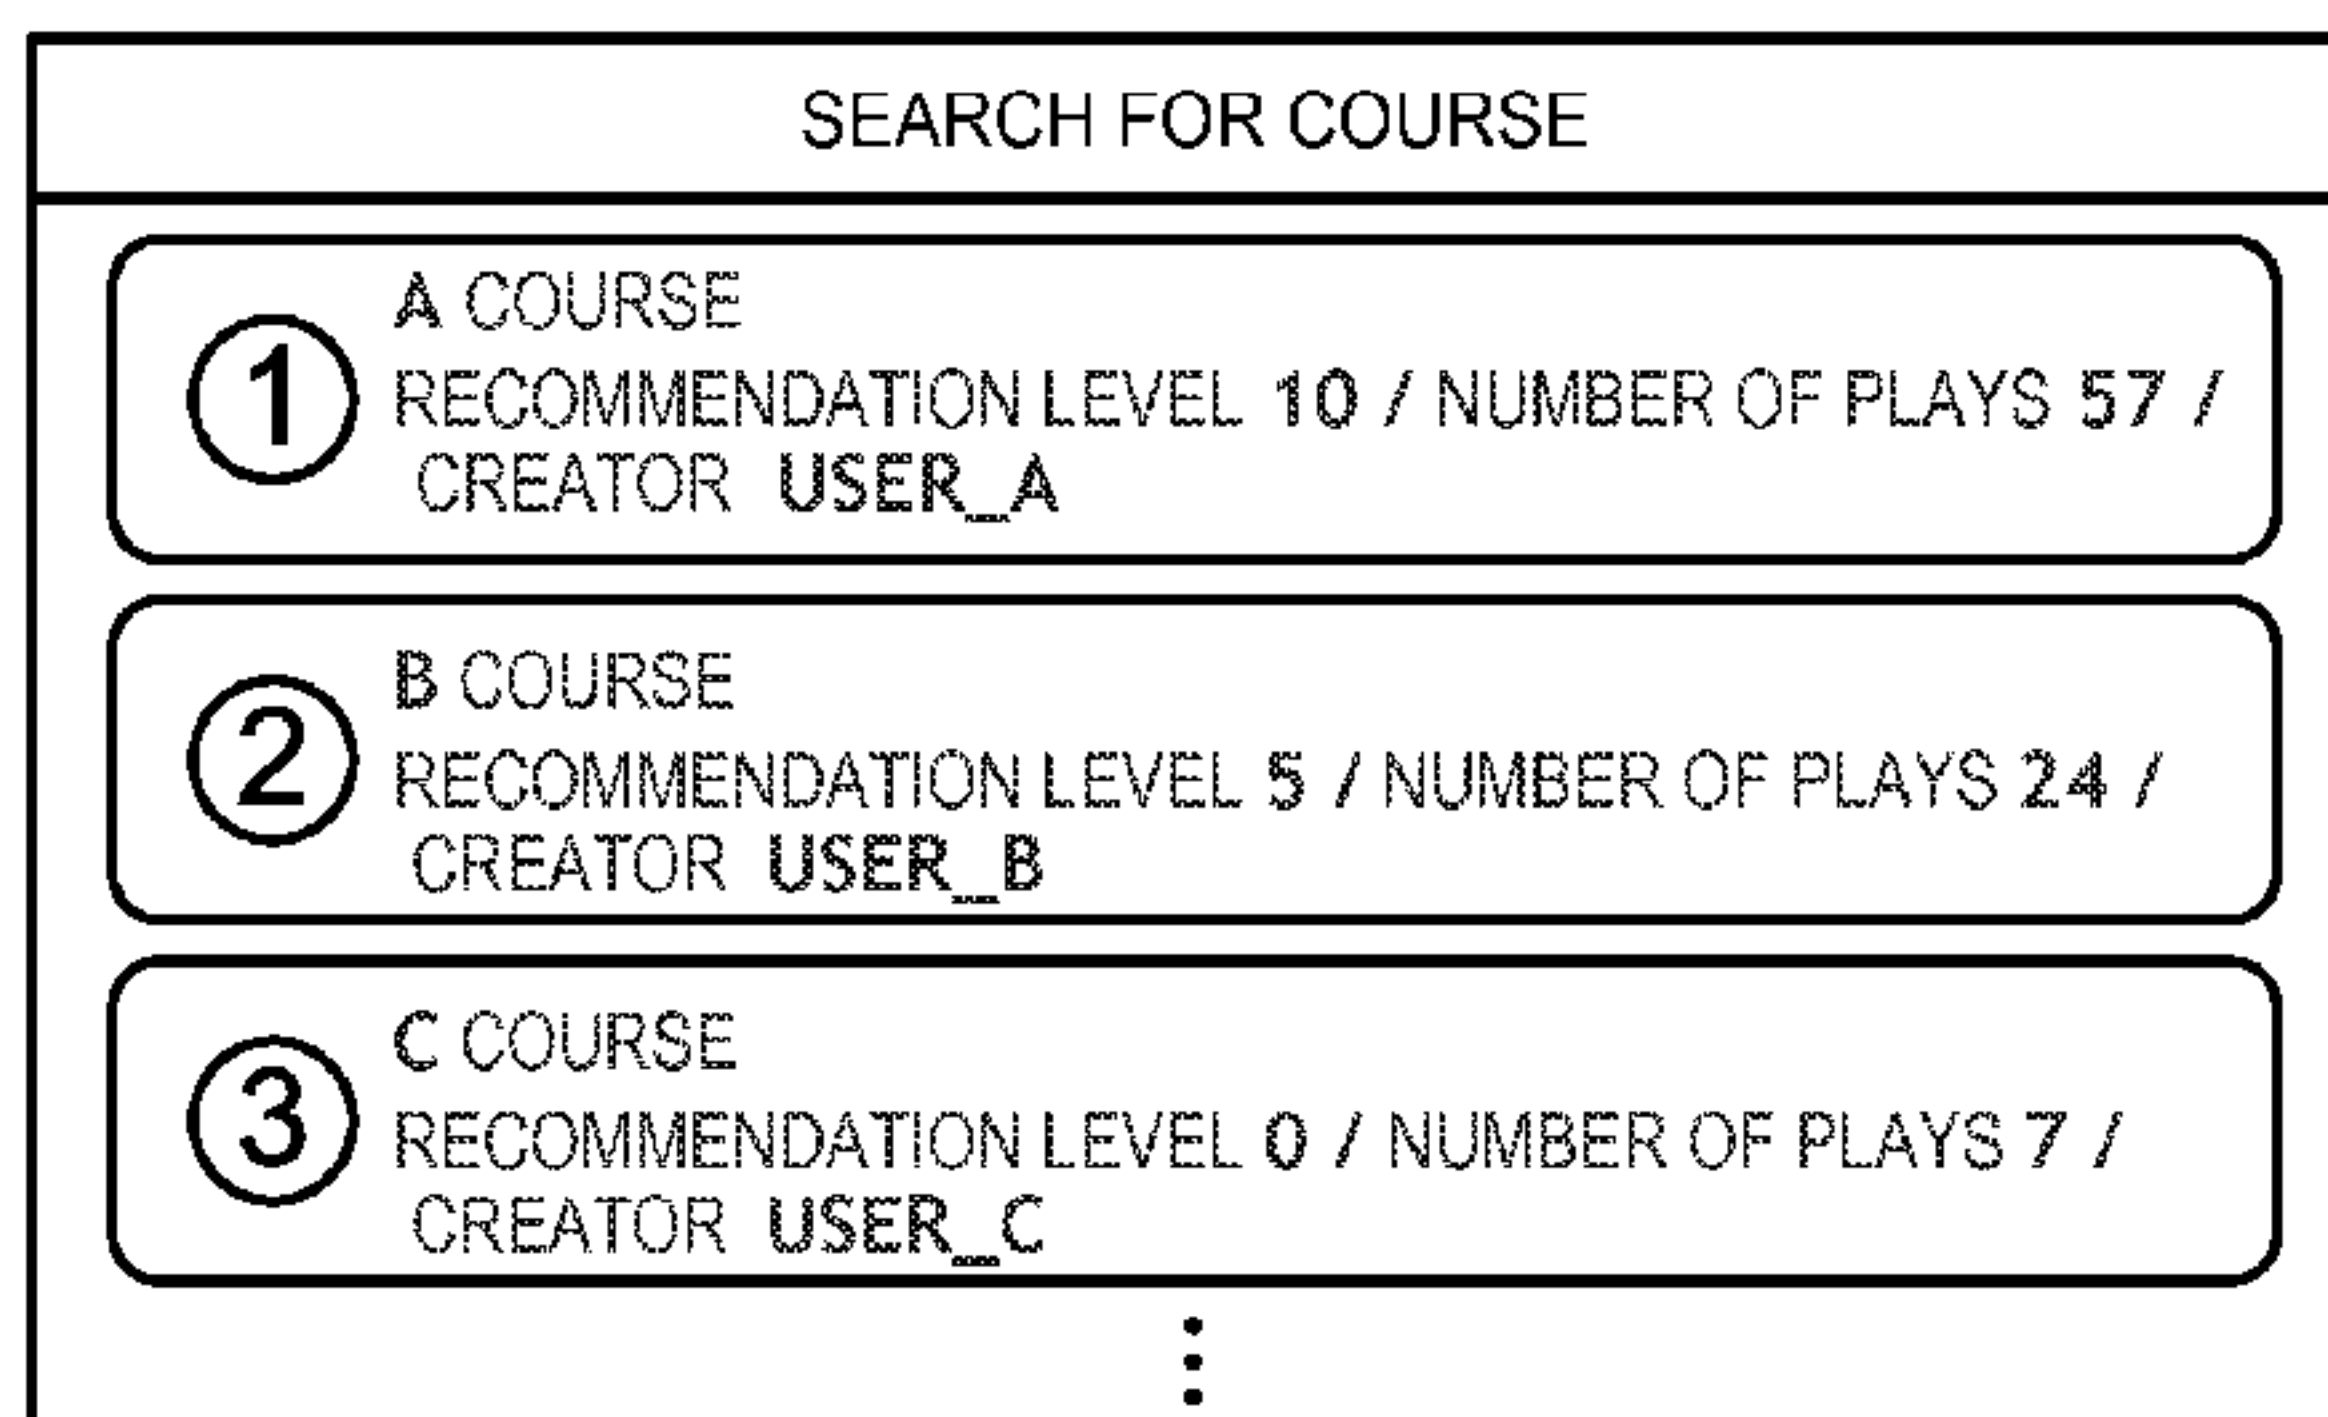 SEARCH FOR COURSE
1
A COURSE
RECOMMENDATION LEVEL 10 / NUMBER OF PLAYS 57 /
CREATOR USER_A
2
B COURSE
RECOMMENDATION LEVEL 5 / NUMBER OF PLAYS 24 /
CREATOR USER_B
3
C COURSE
RECOMMENDATION LEVEL 0 / NUMBER OF PLAYS 7 /
CREATOR USER_C